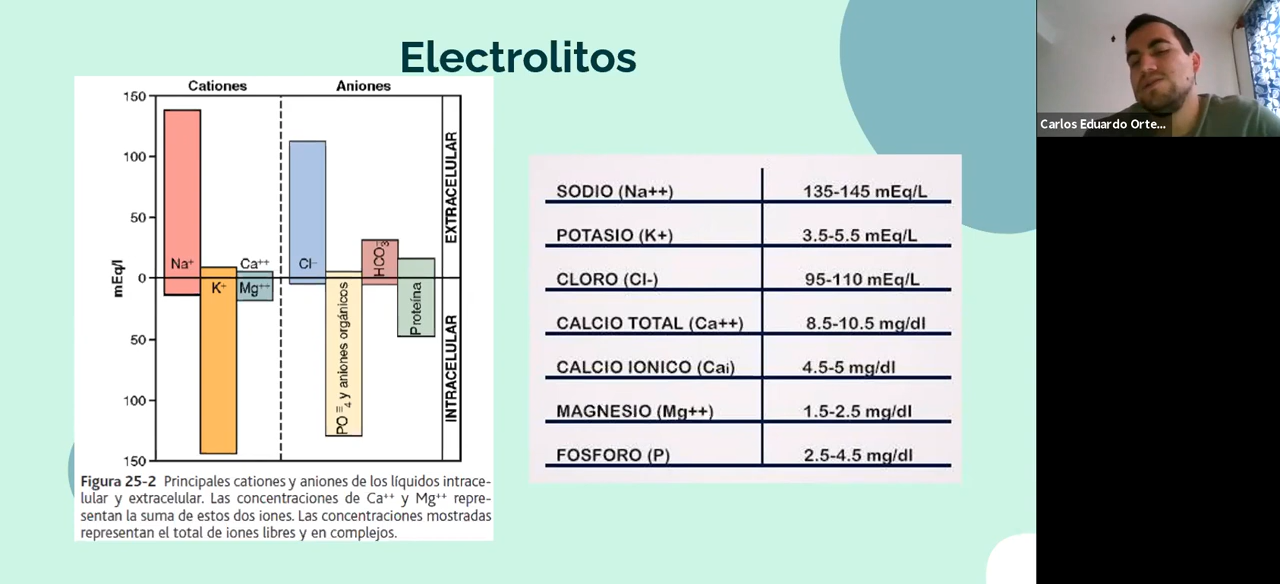 Electrolitos
Cationes Aniones
150
100
50
0
50
100
150
mEq/l
Na⁺
K⁺
Ca⁺⁺
Mg⁺⁺
Cl⁻
PO₄≡ y aniones orgánicos
HCO₃⁻
Proteína
EXTRACELULAR
INTRACELULAR
Figura 25-2 Principales cationes y aniones de los líquidos intrace-
lular y extracelular. Las concentraciones de Ca⁺⁺ y Mg⁺⁺ repre-
sentan la suma de estos dos iones. Las concentraciones mostradas
representan el total de iones libres y en complejos.
SODIO (Na++) 135-145 mEq/L
POTASIO (K+) 3.5-5.5 mEq/L
CLORO (Cl-) 95-110 mEq/L
CALCIO TOTAL (Ca++) 8.5-10.5 mg/dl
CALCIO IONICO (Cai) 4.5-5 mg/dl
MAGNESIO (Mg++) 1.5-2.5 mg/dl
FOSFORO (P) 2.5-4.5 mg/dl
Carlos Eduardo Orte...